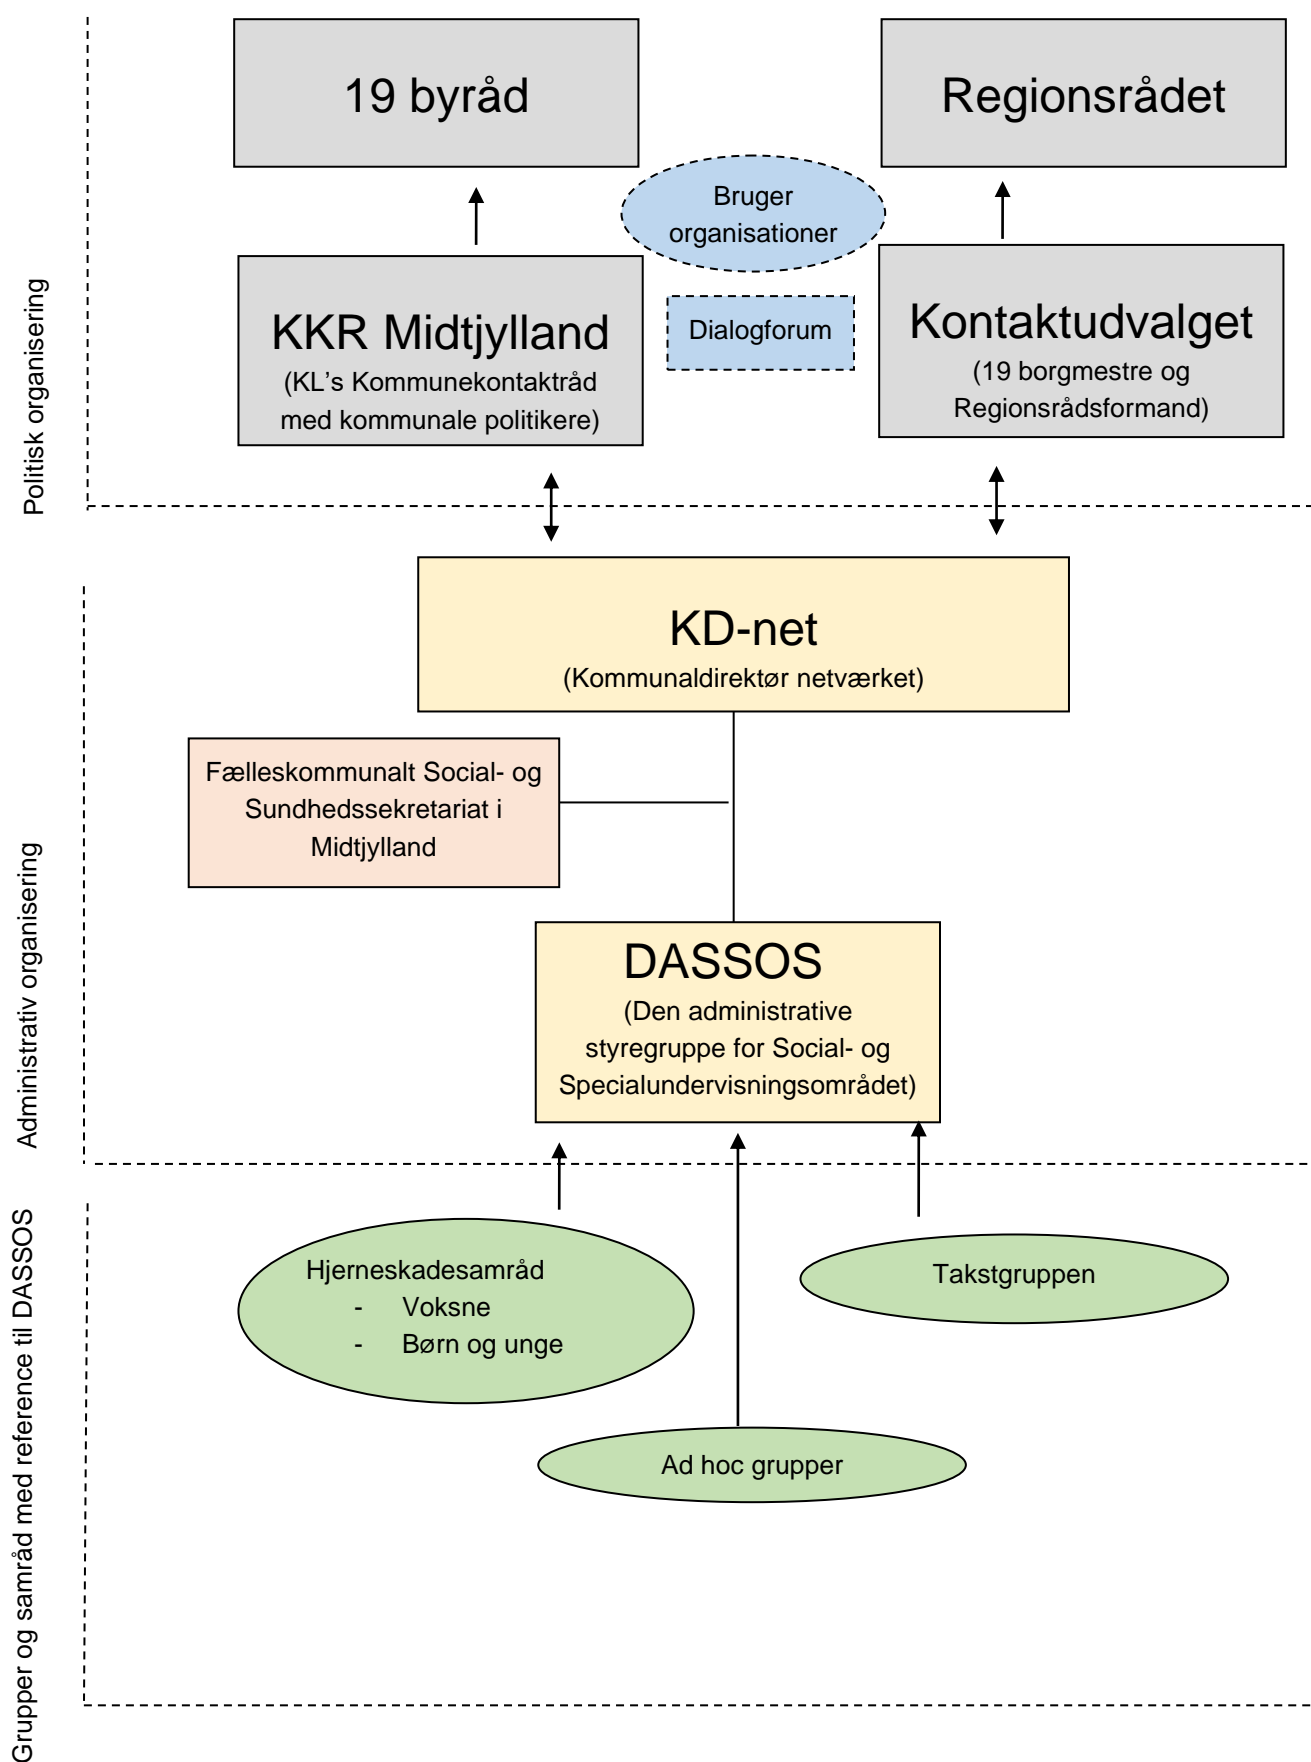 19 byråd
Regionsrådet
Bruger
organisationer
Politisk organisering
KKR Midtjylland
(KL's Kommunekontaktråd
med kommunale politikere)
Dialogforum
Kontaktudvalget
(19 borgmestre og
Regionsrådsformand)
KD-net
(Kommunaldirektør netværket)
Administrativ organisering
Fælleskommunalt Social- og
Sundhedssekretariat i
Midtjylland
DASSOS
(Den administrative
styregruppe for Social- og
Specialundervisningsområdet)
Grupper og samråd med reference til DASSOS
Hjerneskadesamråd
- Voksne
- Børn og unge
Takstgruppen
Ad hoc grupper